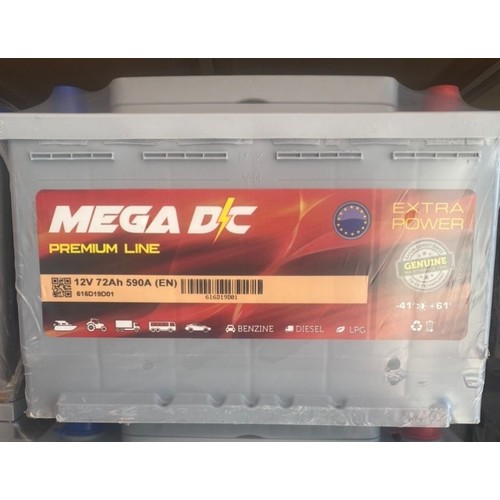 MEGA DC
PREMIUM LINE
EXTRA
POWER
GENUINE
12V 72Ah 590A (EN)
616D19D01
616D19D01
-41° +61°
BENZINE
DIESEL
LPG